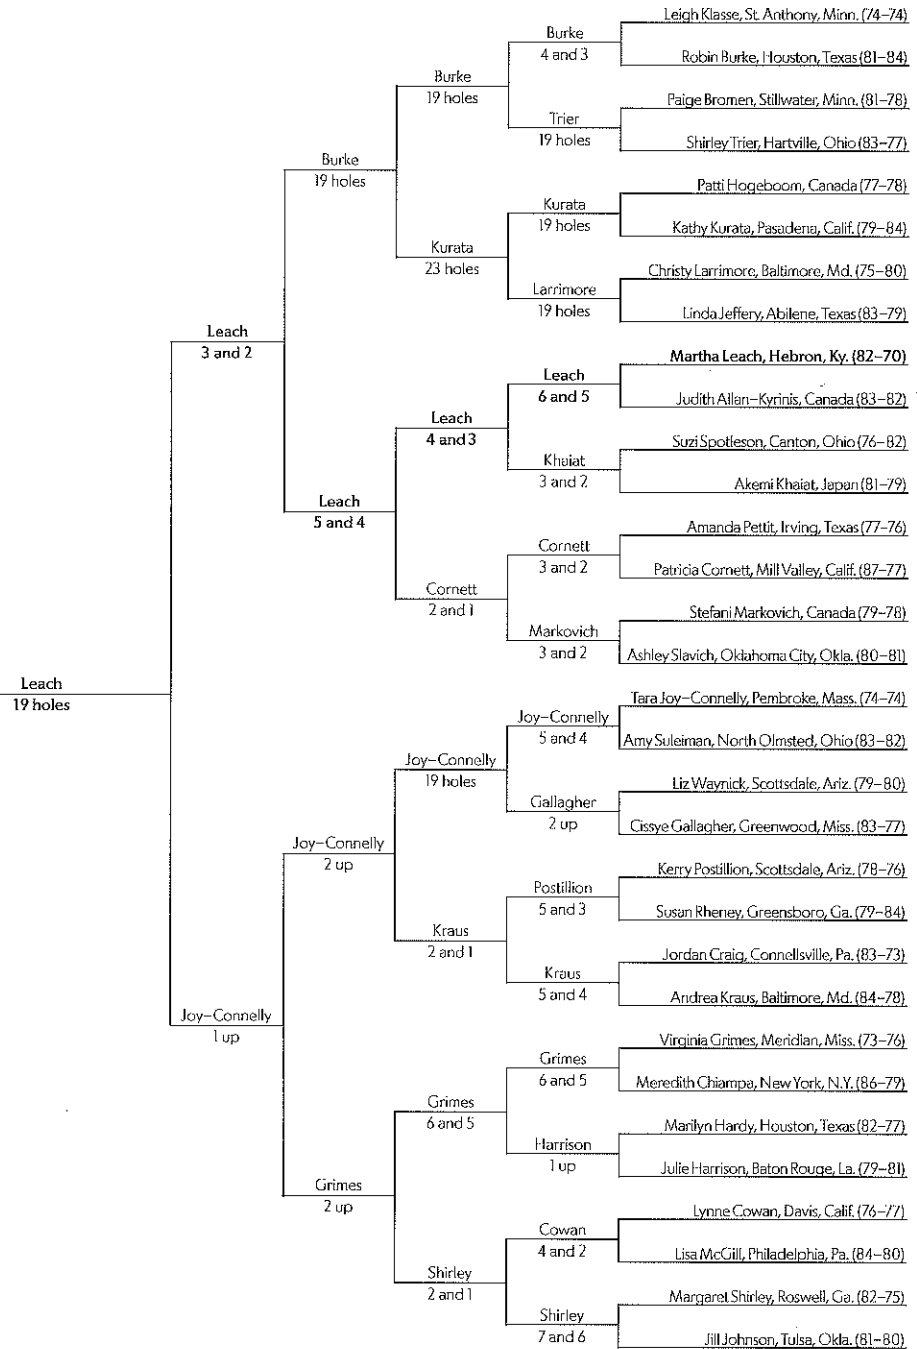 Leigh Klasse, St. Anthony, Minn. (74–74)
Burke
4 and 3
Robin Burke, Houston, Texas (81–84)
Burke
19 holes
Paige Bromen, Stillwater, Minn. (81–78)
Trier
19 holes
Shirley Trier, Hartville, Ohio (83–77)
Burke
19 holes
Patti Hogeboom, Canada (77–78)
Kurata
19 holes
Kathy Kurata, Pasadena, Calif. (79–84)
Kurata
23 holes
Christy Larrimore, Baltimore, Md. (75–80)
Larrimore
19 holes
Linda Jeffery, Abilene, Texas (83–79)
Leach
3 and 2
Martha Leach, Hebron, Ky. (82–70)
Leach
6 and 5
Judith Allan–Kyrinis, Canada (83–82)
Leach
4 and 3
Suzi Spotleson, Canton, Ohio (76–82)
Khaiat
3 and 2
Akemi Khaiat, Japan (81–79)
Leach
5 and 4
Amanda Pettit, Irving, Texas (77–76)
Cornett
3 and 2
Patricia Cornett, Mill Valley, Calif. (87–77)
Cornett
2 and 1
Stefani Markovich, Canada (79–78)
Markovich
3 and 2
Ashley Slavich, Oklahoma City, Okla. (80–81)
Leach
19 holes
Tara Joy–Connelly, Pembroke, Mass. (74–74)
Joy–Connelly
5 and 4
Amy Suleiman, North Olmsted, Ohio (83–82)
Joy–Connelly
19 holes
Liz Waynick, Scottsdale, Ariz. (79–80)
Gallagher
2 up
Cissye Gallagher, Greenwood, Miss. (83–77)
Joy–Connelly
2 up
Kerry Postillion, Scottsdale, Ariz. (78–76)
Postillion
5 and 3
Susan Rheney, Greensboro, Ga. (79–84)
Kraus
2 and 1
Jordan Craig, Connellsville, Pa. (83–73)
Kraus
5 and 4
Andrea Kraus, Baltimore, Md. (84–78)
Joy–Connelly
1 up
Virginia Grimes, Meridian, Miss. (73–76)
Grimes
6 and 5
Meredith Chiampa, New York, N.Y. (86–79)
Grimes
6 and 5
Marilyn Hardy, Houston, Texas (82–77)
Harrison
1 up
Julie Harrison, Baton Rouge, La. (79–81)
Grimes
2 up
Lynne Cowan, Davis, Calif. (76–77)
Cowan
4 and 2
Lisa McGill, Philadelphia, Pa. (84–80)
Shirley
2 and 1
Margaret Shirley, Roswell, Ga. (82–75)
Shirley
7 and 6
Jill Johnson, Tulsa, Okla. (81–80)